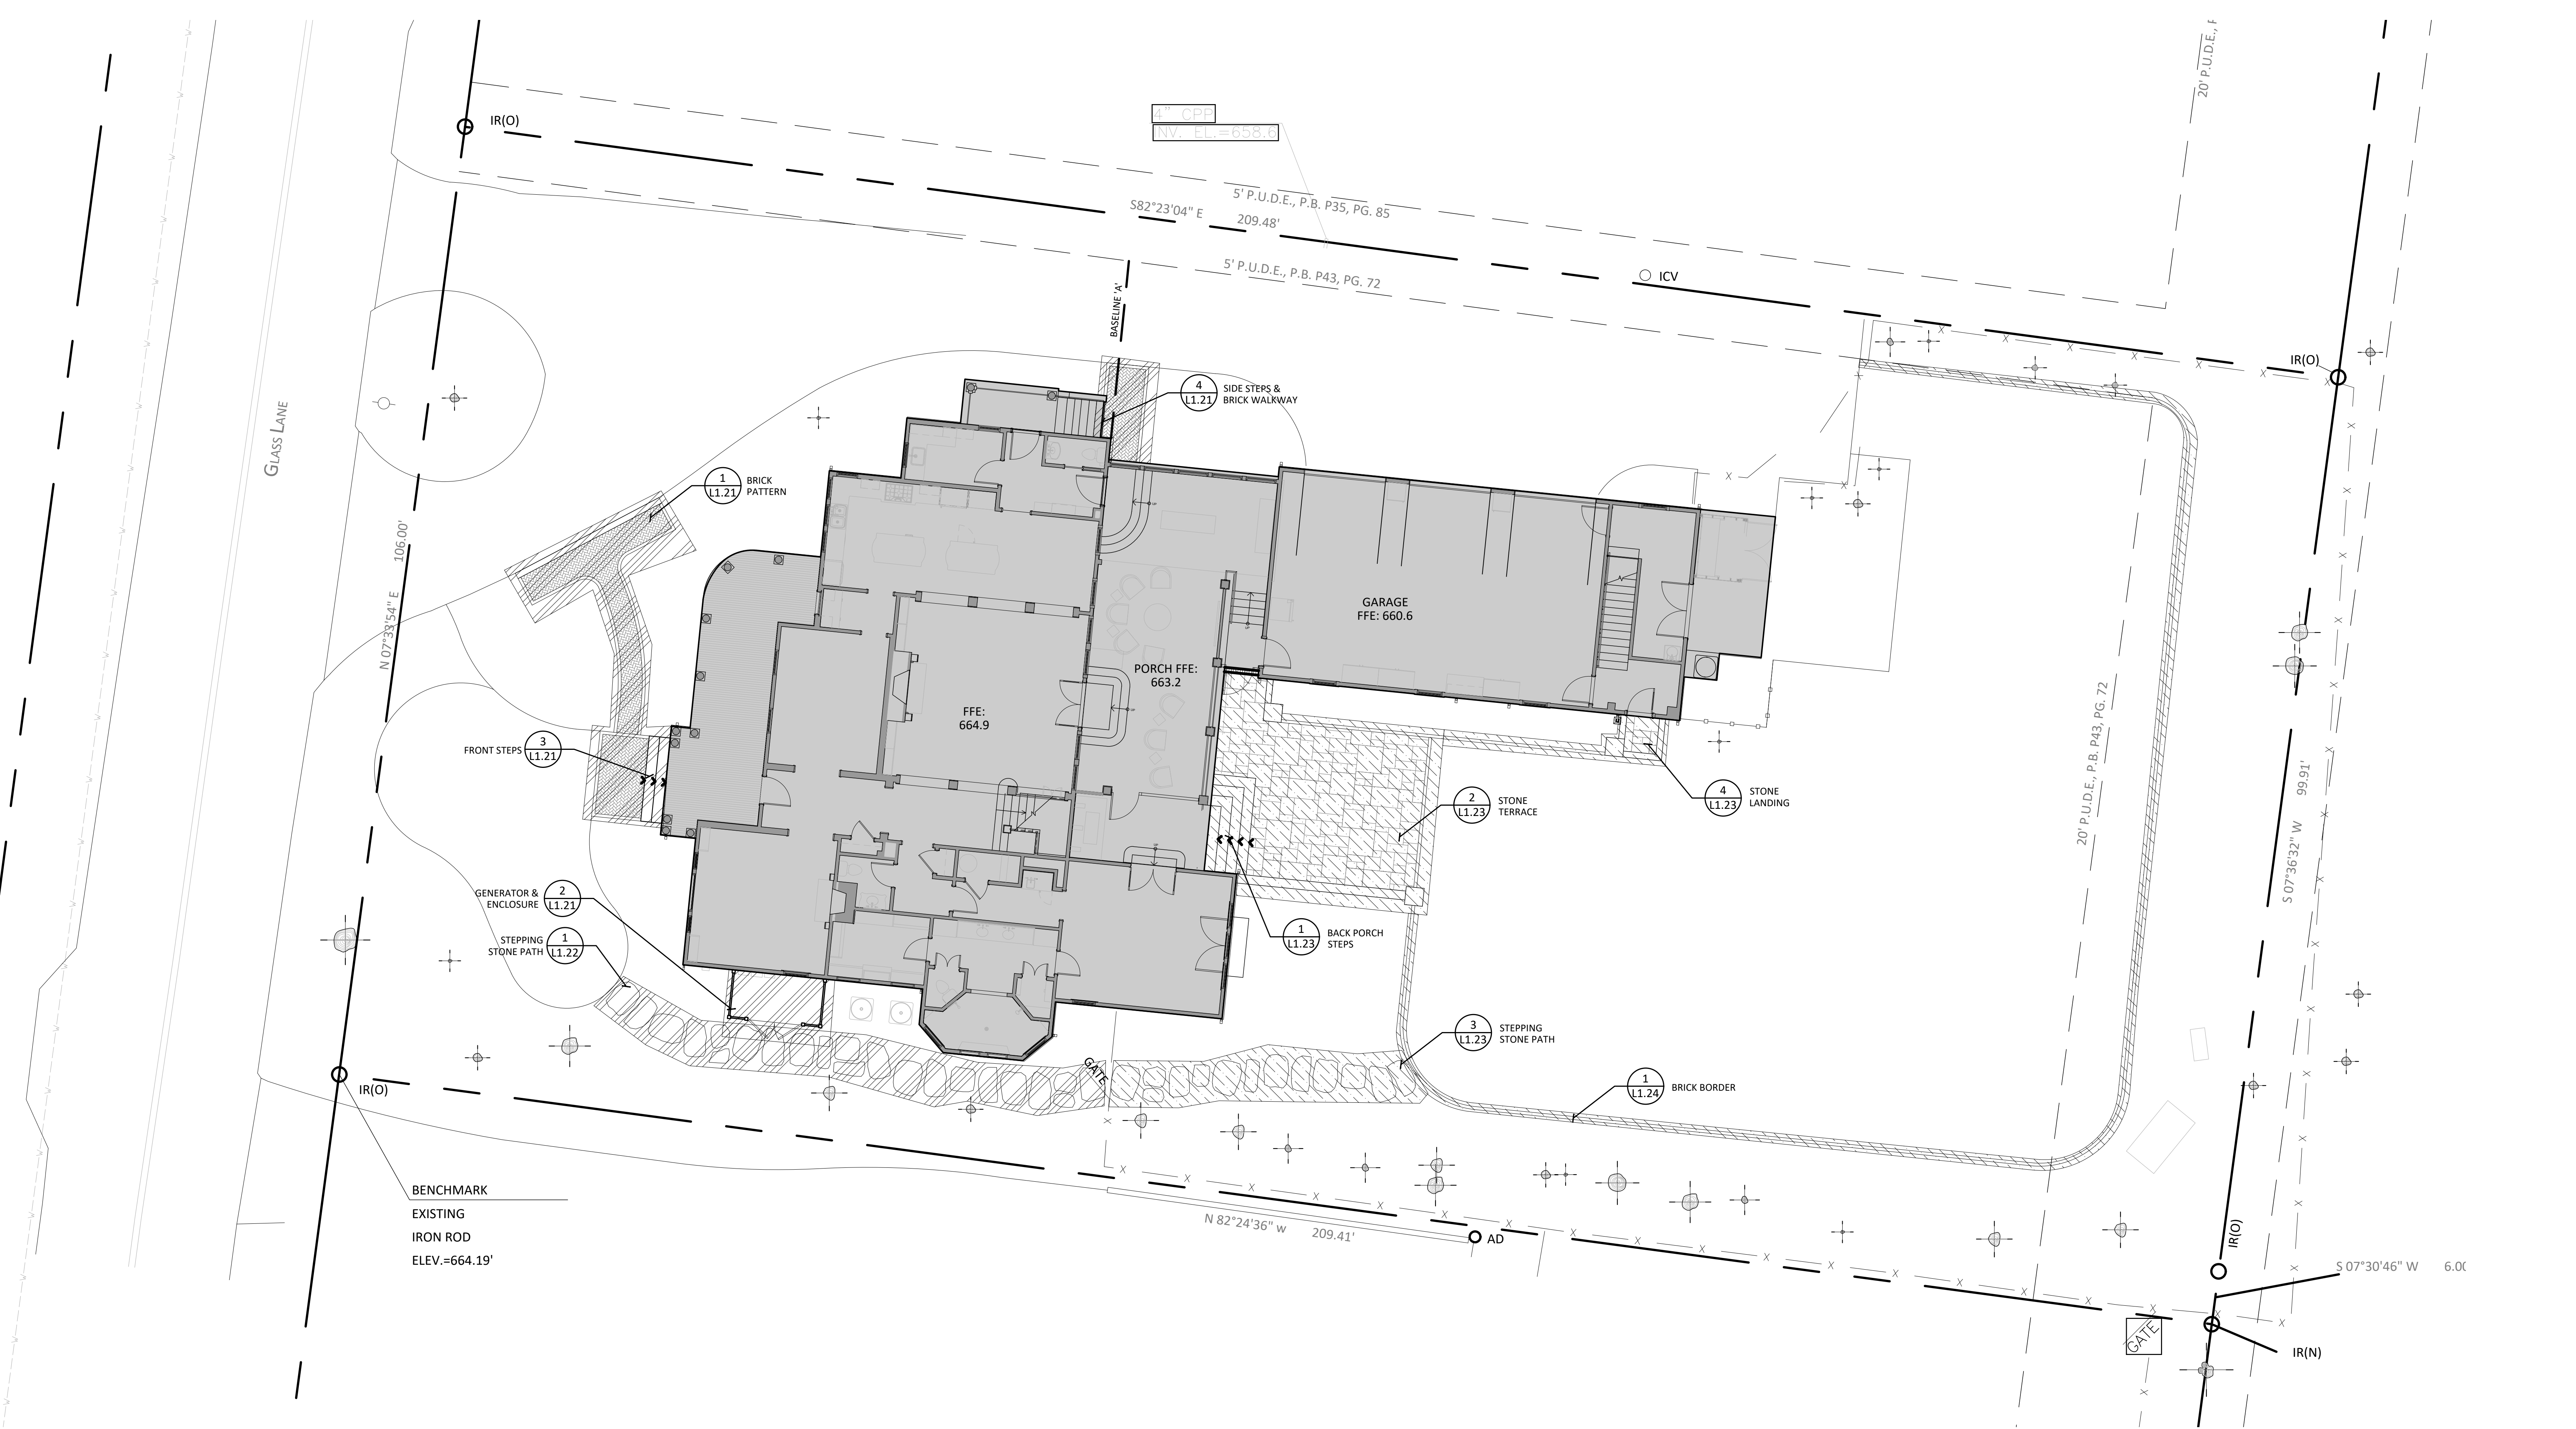 IR(O)
4" CPP
INV. EL.=658.6
20' P.U.D.E.,
5' P.U.D.E., P.B. P35, PG. 85
S82°23'04" E 209.48'
5' P.U.D.E., P.B. P43, PG. 72
ICV
BASELINE 'A'
IR(O)
GLASS LANE
4
L1.21
SIDE STEPS &
BRICK WALKWAY
1
L1.21
BRICK
PATTERN
N 07°33'54" E 106.00'
GARAGE
FFE: 660.6
PORCH FFE:
663.2
FFE:
664.9
FRONT STEPS
3
L1.21
4
L1.23
STONE
LANDING
2
L1.23
STONE
TERRACE
20' P.U.D.E., P.B. P43, PG. 72
S 07°36'32" W 99.91'
GENERATOR &
ENCLOSURE
2
L1.21
STEPPING
STONE PATH
1
L1.22
1
L1.23
BACK PORCH
STEPS
3
L1.23
STEPPING
STONE PATH
GATE
1
L1.24
BRICK BORDER
IR(O)
BENCHMARK
EXISTING
IRON ROD
ELEV.=664.19'
N 82°24'36" w 209.41'
AD
IR(O)
S 07°30'46" W
GATE
IR(N)